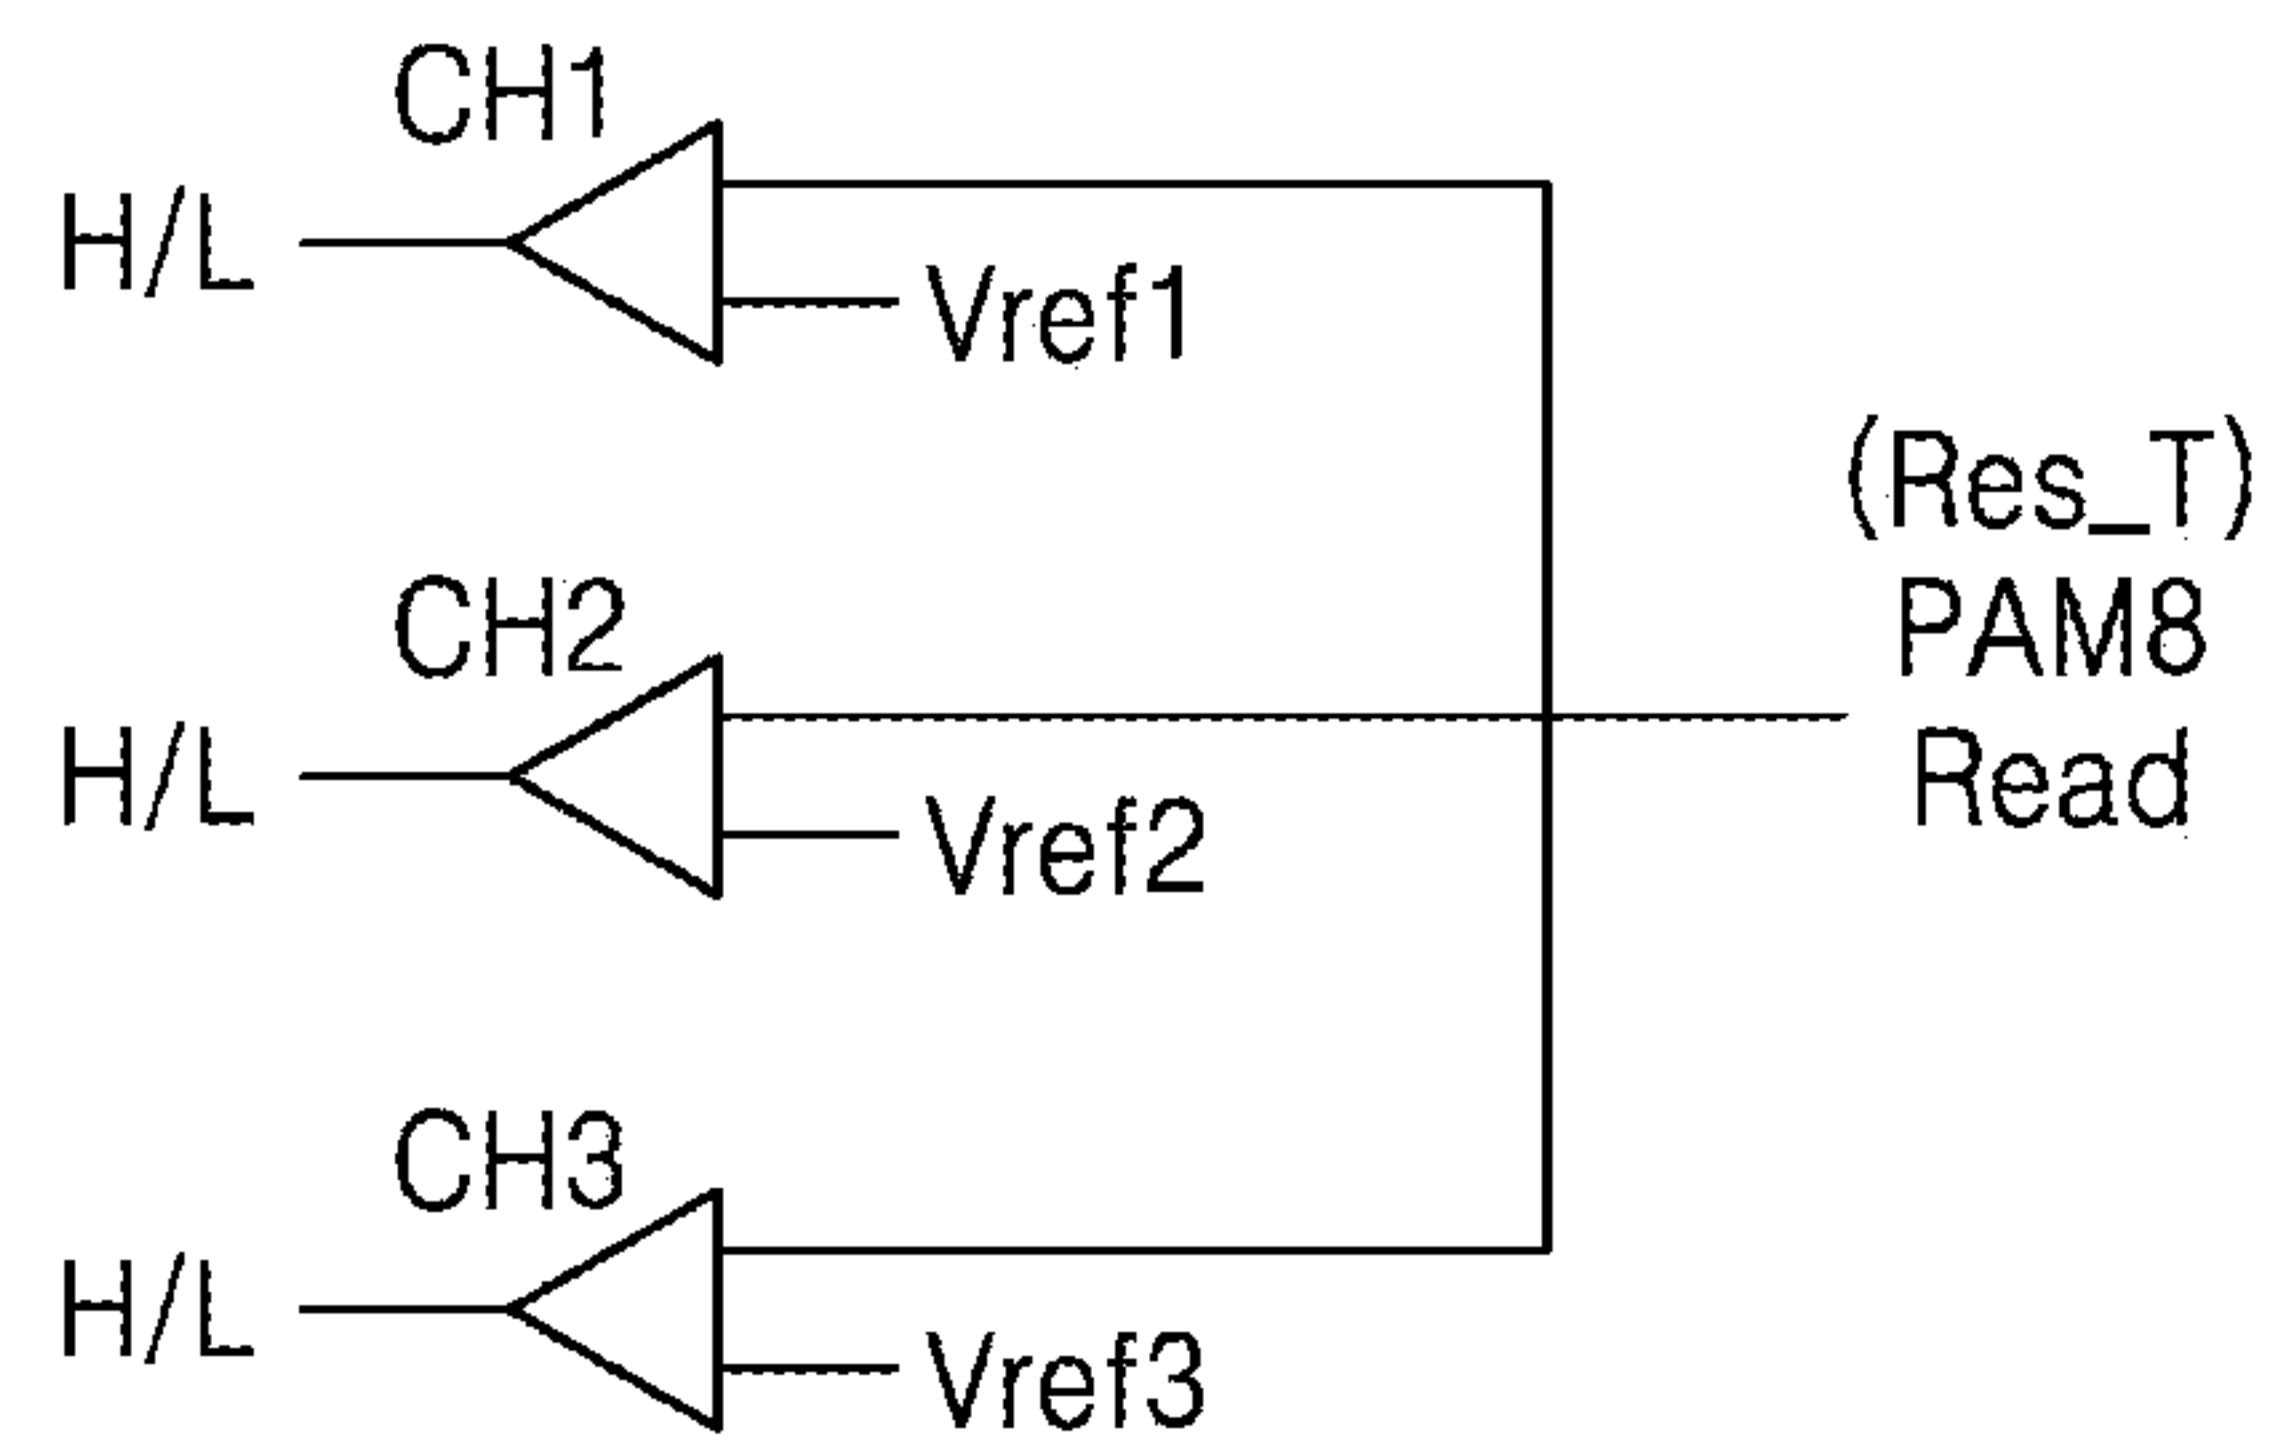 CH1
H/L
Vref1
(Res_T)
PAM8
Read
CH2
H/L
Vref2
CH3
H/L
Vref3